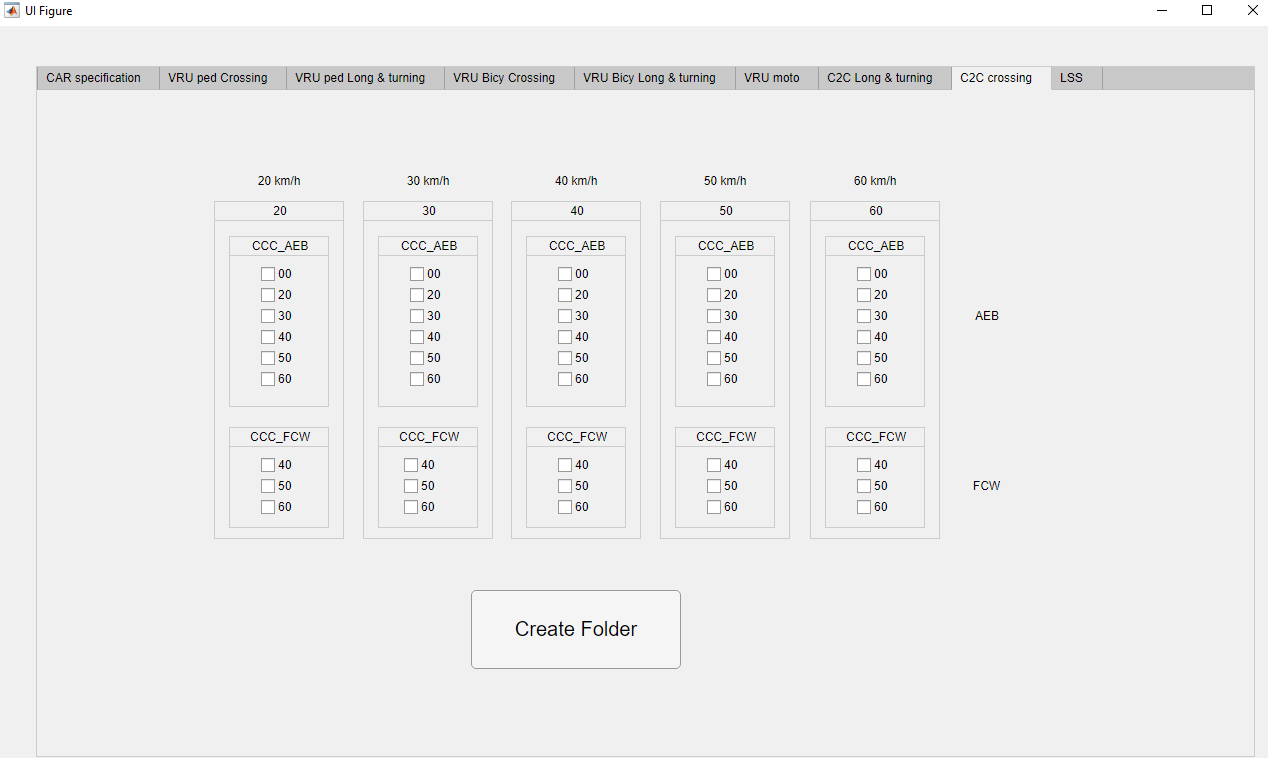 UI Figure
CAR specification VRU ped Crossing VRU ped Long & turning VRU Bicy Crossing VRU Bicy Long & turning VRU moto C2C Long & turning C2C crossing LSS
20 km/h 30 km/h 40 km/h 50 km/h 60 km/h
20 30 40 50 60
CCC_AEB CCC_AEB CCC_AEB CCC_AEB CCC_AEB
00 00 00 00 00
20 20 20 20 20
30 30 30 30 30 AEB
40 40 40 40 40
50 50 50 50 50
60 60 60 60 60
CCC_FCW CCC_FCW CCC_FCW CCC_FCW CCC_FCW
40 40 40 40 40
50 50 50 50 50 FCW
60 60 60 60 60
Create Folder